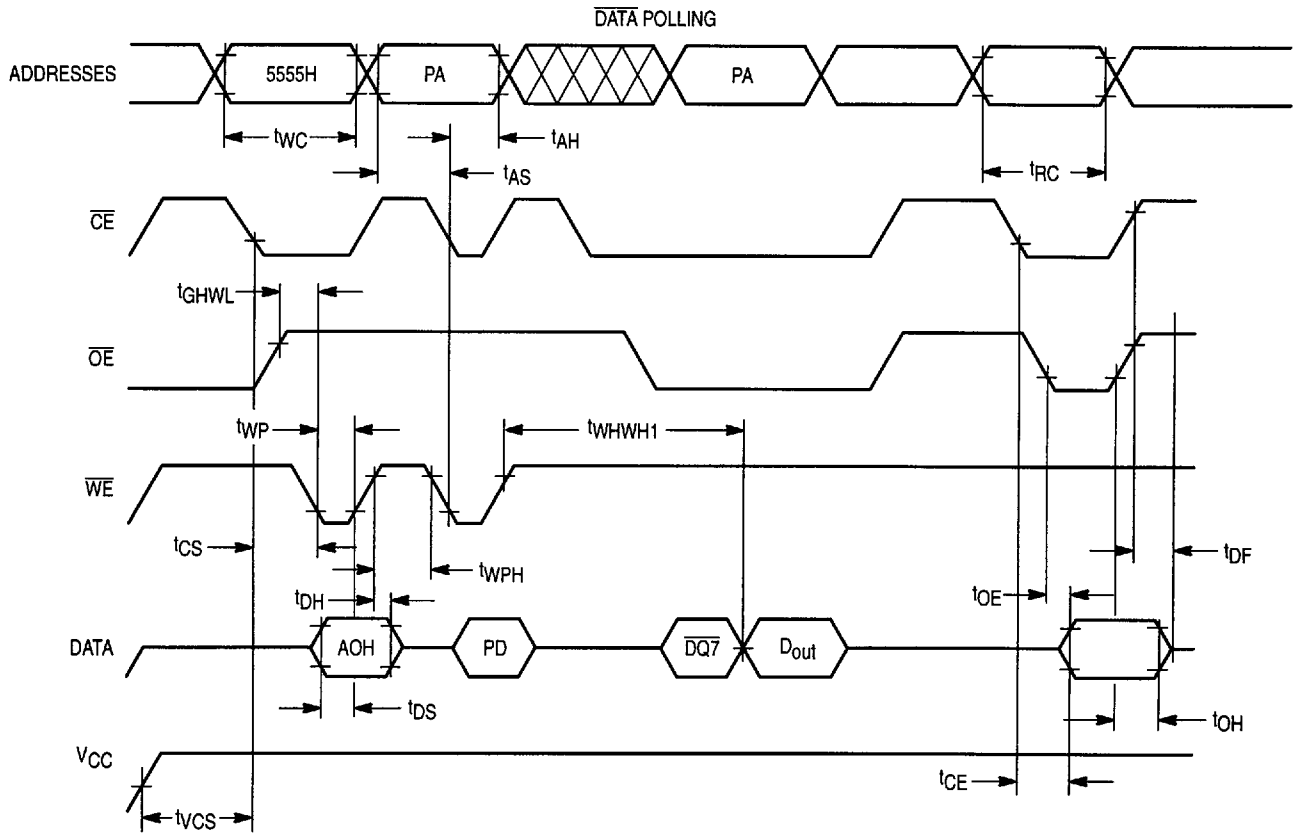 DATA POLLING
ADDRESSES
5555H
PA
PA
tWC
tAH
tAS
tRC
CE
tGHWL
OE
tWP
tWHWH1
WE
tCS
tWPH
tDF
tDH
tOE
DATA
AOH
PD
DQ7
Dout
tDS
tOH
VCC
tCE
tVCS